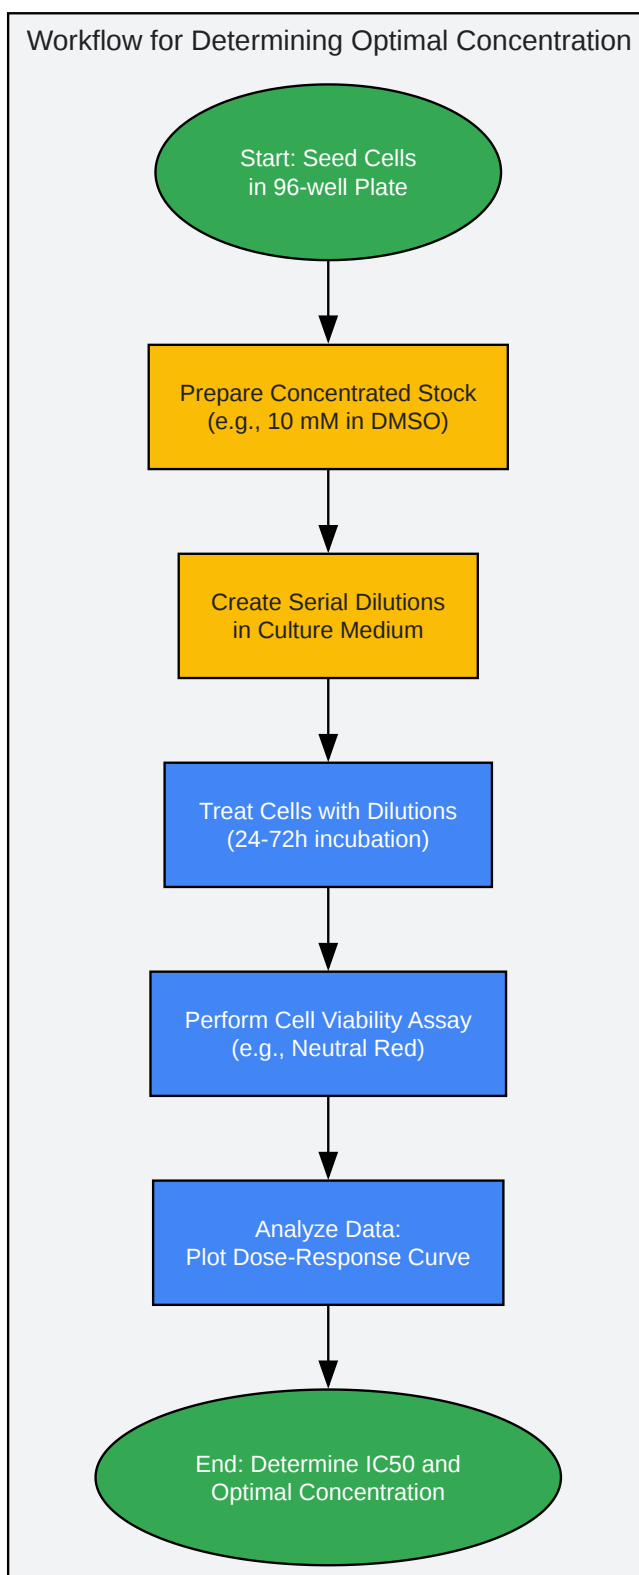 Workflow for Determining Optimal Concentration
Start: Seed Cells
in 96-well Plate
Prepare Concentrated Stock
(e.g., 10 mM in DMSO)
Create Serial Dilutions
in Culture Medium
Treat Cells with Dilutions
(24-72h incubation)
Perform Cell Viability Assay
(e.g., Neutral Red)
Analyze Data:
Plot Dose-Response Curve
End: Determine IC50 and
Optimal Concentration